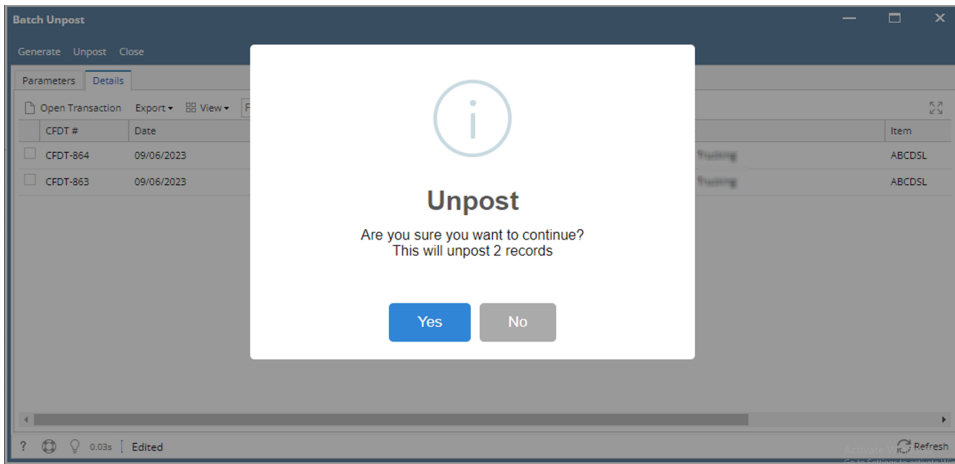 Batch Unpost
Generate Unpost Close
Parameters Details
Open Transaction Export View F
CFDT # Date Item
CFDT-864 09/06/2023 Trucking ABCDSL
CFDT-863 09/06/2023 Trucking ABCDSL
i
Unpost
Are you sure you want to continue?
This will unpost 2 records
Yes No
? 0.03s Edited Refresh